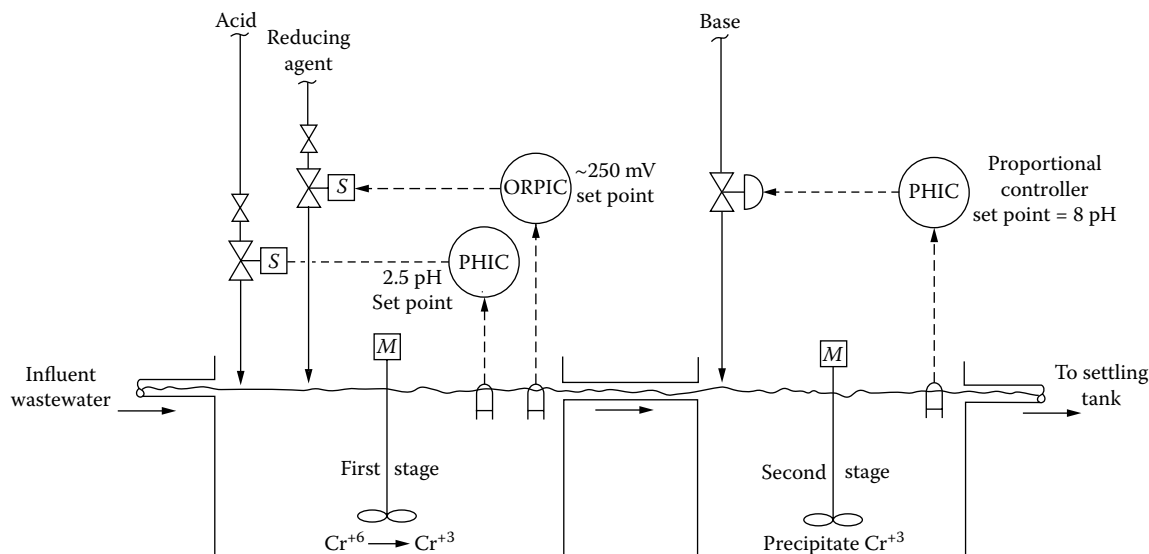 Acid
Reducing
agent
Base
S
ORPIC
~250 mV
set point
PHIC
Proportional
controller
set point = 8 pH
S
2.5 pH
Set point
PHIC
M
M
Influent
wastewater
To settling
tank
First stage
Second stage
Cr+6 → Cr+3
Precipitate Cr+3